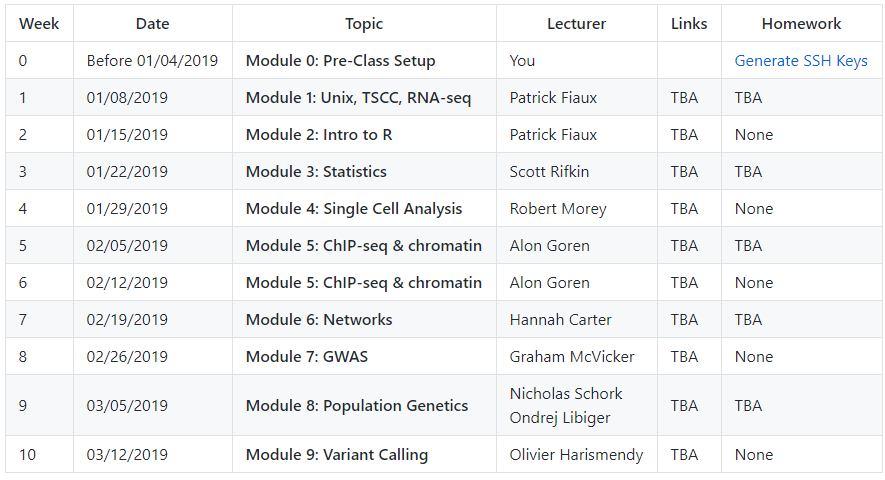 Week Date Topic Lecturer Links Homework
0 Before 01/04/2019 Module 0: Pre-Class Setup You Generate SSH Keys
1 01/08/2019 Module 1: Unix, TSCC, RNA-seq Patrick Fiaux TBA TBA
2 01/15/2019 Module 2: Intro to R Patrick Fiaux TBA None
3 01/22/2019 Module 3: Statistics Scott Rifkin TBA TBA
4 01/29/2019 Module 4: Single Cell Analysis Robert Morey TBA None
5 02/05/2019 Module 5: ChIP-seq & chromatin Alon Goren TBA TBA
6 02/12/2019 Module 5: ChIP-seq & chromatin Alon Goren TBA None
7 02/19/2019 Module 6: Networks Hannah Carter TBA TBA
8 02/26/2019 Module 7: GWAS Graham McVicker TBA None
9 03/05/2019 Module 8: Population Genetics Nicholas Schork TBA TBA
Ondrej Libiger
10 03/12/2019 Module 9: Variant Calling Olivier Harismendy TBA None